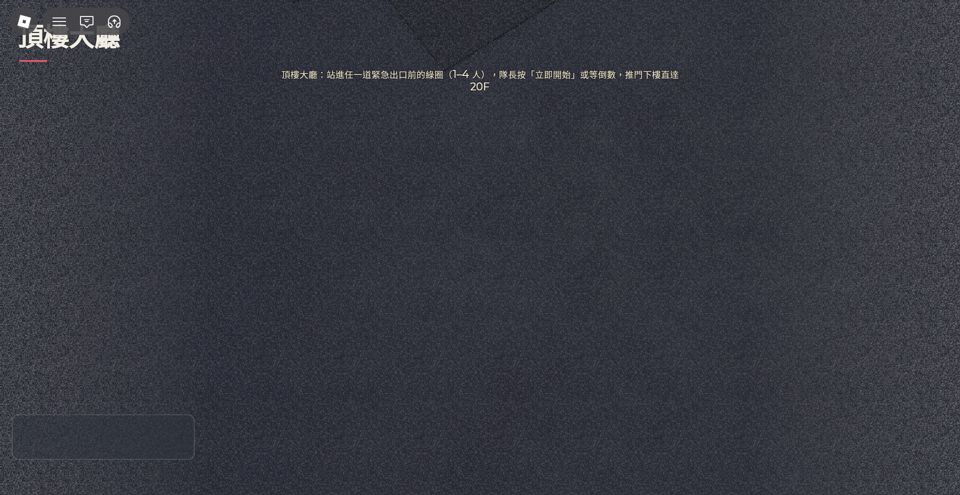 頂樓大廳
頂樓大廳：站進任一道緊急出口前的綠圈（1–4 人），隊長按「立即開始」或等倒數，推門下樓直達
20F